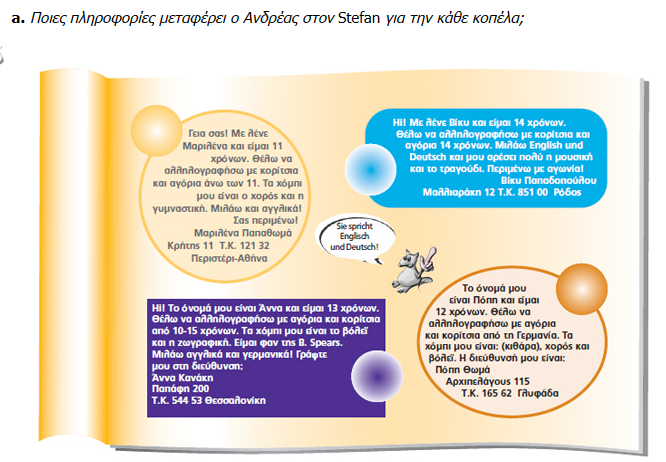 a. Ποιες πληροφορίες μεταφέρει ο Ανδρέας στον Stefan για την κάθε κοπέλα;
Γεια σας! Με λένε
Μαριλένα και είμαι 11
χρόνων. Θέλω να
αλληλογραφήσω με κορίτσια
και αγόρια άνω των 11. Τα χόμπι
μου είναι ο χορός και η
γυμναστική. Μιλάω και αγγλικά!
Σας περιμένω!
Μαριλένα Παπαθωμά
Κρήτης 11 Τ.Κ. 121 32
Περιστέρι-Αθήνα
Hi! Με λένε Βίκυ και είμαι 14 χρόνων.
Θέλω να αλληλογραφήσω με κορίτσια και
αγόρια 14 χρόνων. Μιλάω English und
Deutsch και μου αρέσει πολύ η μουσική
και το τραγούδι. Περιμένω με αγωνία!
Βίκυ Παπαδοπούλου
Μαλλιαράκη 12 Τ.Κ. 851 00 Ρόδος
Sie spricht
Englisch
und Deutsch!
Hi! Το όνομά μου είναι Άννα και είμαι 13 χρόνων.
Θέλω να αλληλογραφήσω με αγόρια και κορίτσια
από 10-15 χρόνων. Τα χόμπι μου είναι το βόλεϊ
και η ζωγραφική. Είμαι φαν της B. Spears.
Μιλάω αγγλικά και γερμανικά! Γράψτε
μου στη διεύθυνση:
Άννα Κανάκη
Παπάφη 200
Τ.Κ. 544 53 Θεσσαλονίκη
Το όνομά μου
είναι Πόπη και είμαι
12 χρόνων. Θέλω να
αλληλογραφήσω με αγόρια
και κορίτσια από τη Γερμανία. Τα
χόμπι μου είναι: (κιθάρα), χορός και
βόλεϊ. Η διεύθυνσή μου είναι:
Πόπη Θωμά
Αρχιπελάγους 115
Τ.Κ. 165 62 Γλυφάδα